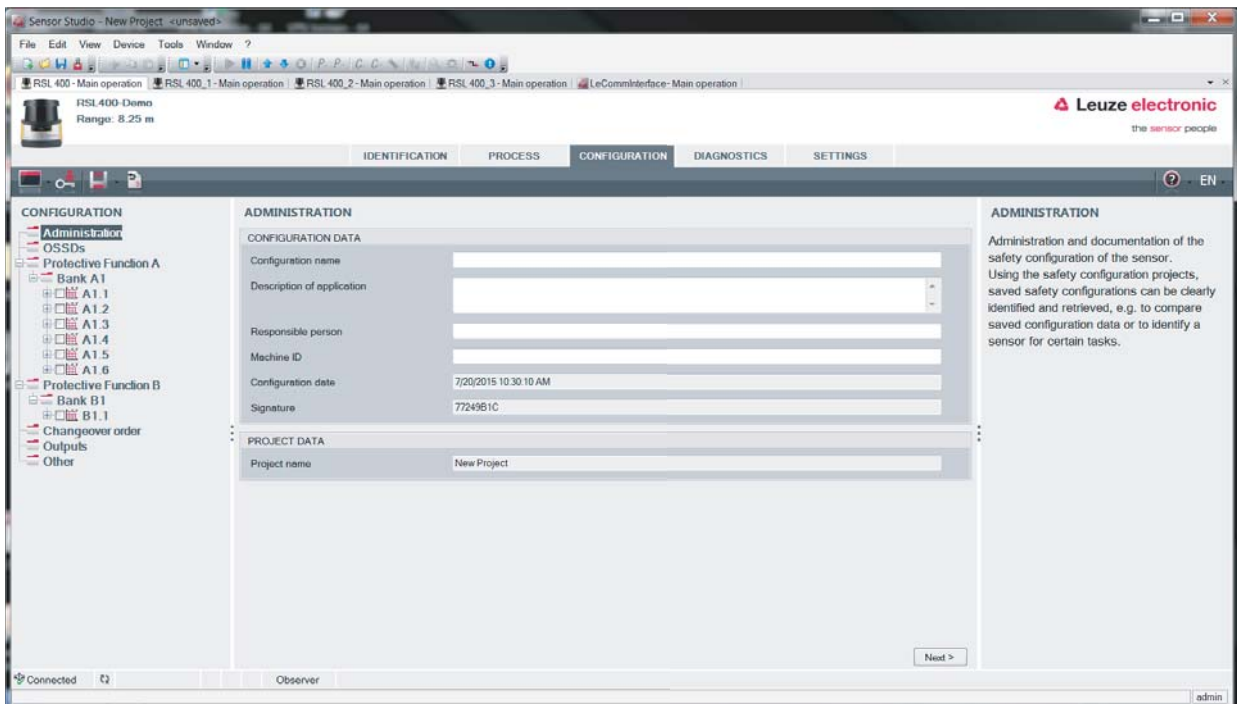 Sensor Studio - New Project <unsaved>
File Edit View Device Tools Window ?
RSL 400 - Main operation RSL 400_1 - Main operation RSL 400_2 - Main operation RSL 400_3 - Main operation LeCommInterface - Main operation
RSL400-Demo
Range: 8.25 m
Leuze electronic
the sensor people
IDENTIFICATION PROCESS CONFIGURATION DIAGNOSTICS SETTINGS
? EN
CONFIGURATION
Administration
OSSDs
Protective Function A
Bank A1
A1.1
A1.2
A1.3
A1.4
A1.5
A1.6
Protective Function B
Bank B1
B1.1
Changeover order
Outputs
Other
ADMINISTRATION
CONFIGURATION DATA
Configuration name
Description of application
Responsible person
Machine ID
Configuration date 7/20/2015 10:30:10 AM
Signature 77249B1C
PROJECT DATA
Project name New Project
Next >
ADMINISTRATION
Administration and documentation of the
safety configuration of the sensor.
Using the safety configuration projects,
saved safety configurations can be clearly
identified and retrieved, e.g. to compare
saved configuration data or to identify a
sensor for certain tasks.
Connected Observer
admin